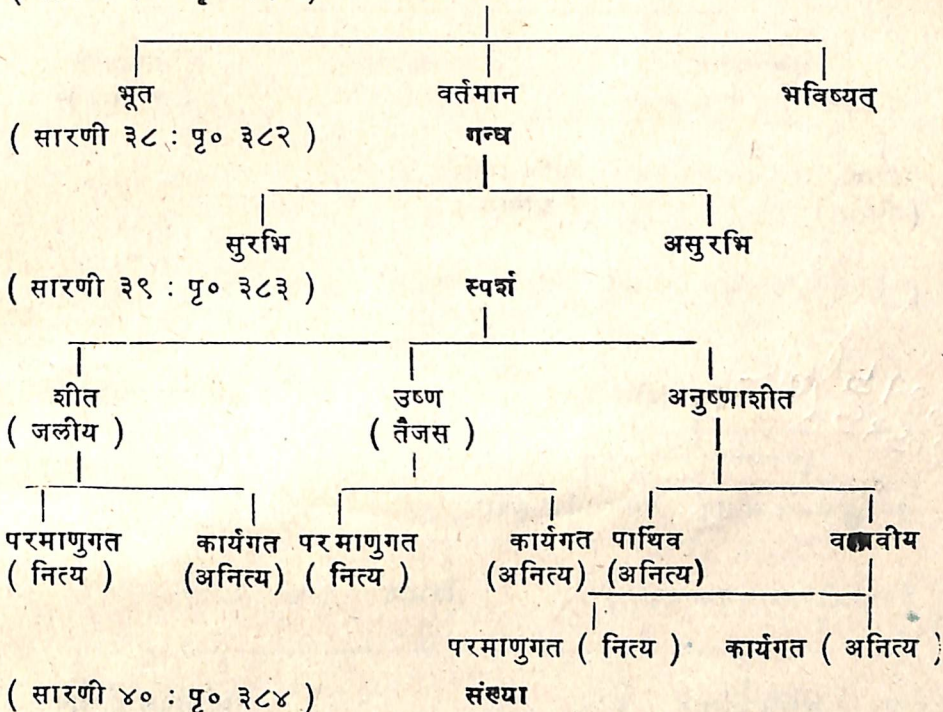 भूत वर्तमान भविष्यत्
( सारणी ३८ : पृ० ३८२ ) गन्ध
सुरभि असुरभि
( सारणी ३९ : पृ० ३८३ ) स्पर्श
शीत उष्ण अनुष्णाशीत
( जलीय ) ( तैजस )
परमाणुगत कार्यगत परमाणुगत कार्यगत पार्थिव
( नित्य ) (अनित्य) ( नित्य ) (अनित्य) (अनित्य)
परमाणुगत ( नित्य ) कार्यगत ( अनित्य )
( सारणी ४० : पृ० ३८४ ) संख्या